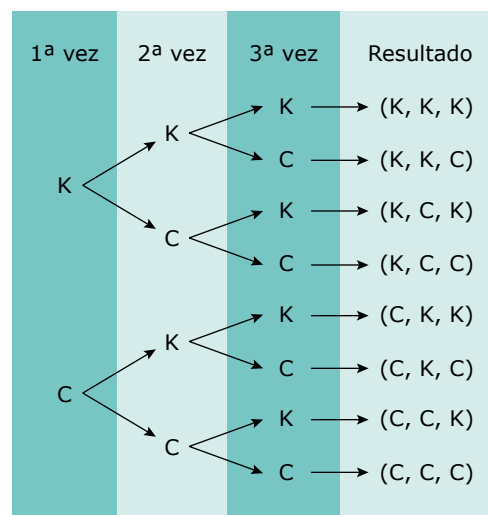 1ª vez 2ª vez 3ª vez Resultado
K (K, K, K)
K
C (K, K, C)
K
K (K, C, K)
C
C (K, C, C)
K (C, K, K)
K
C (C, K, C)
C
K (C, C, K)
C
C (C, C, C)